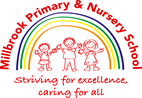 Millbrook Primary & Nursery School
Striving for excellence,
caring for all